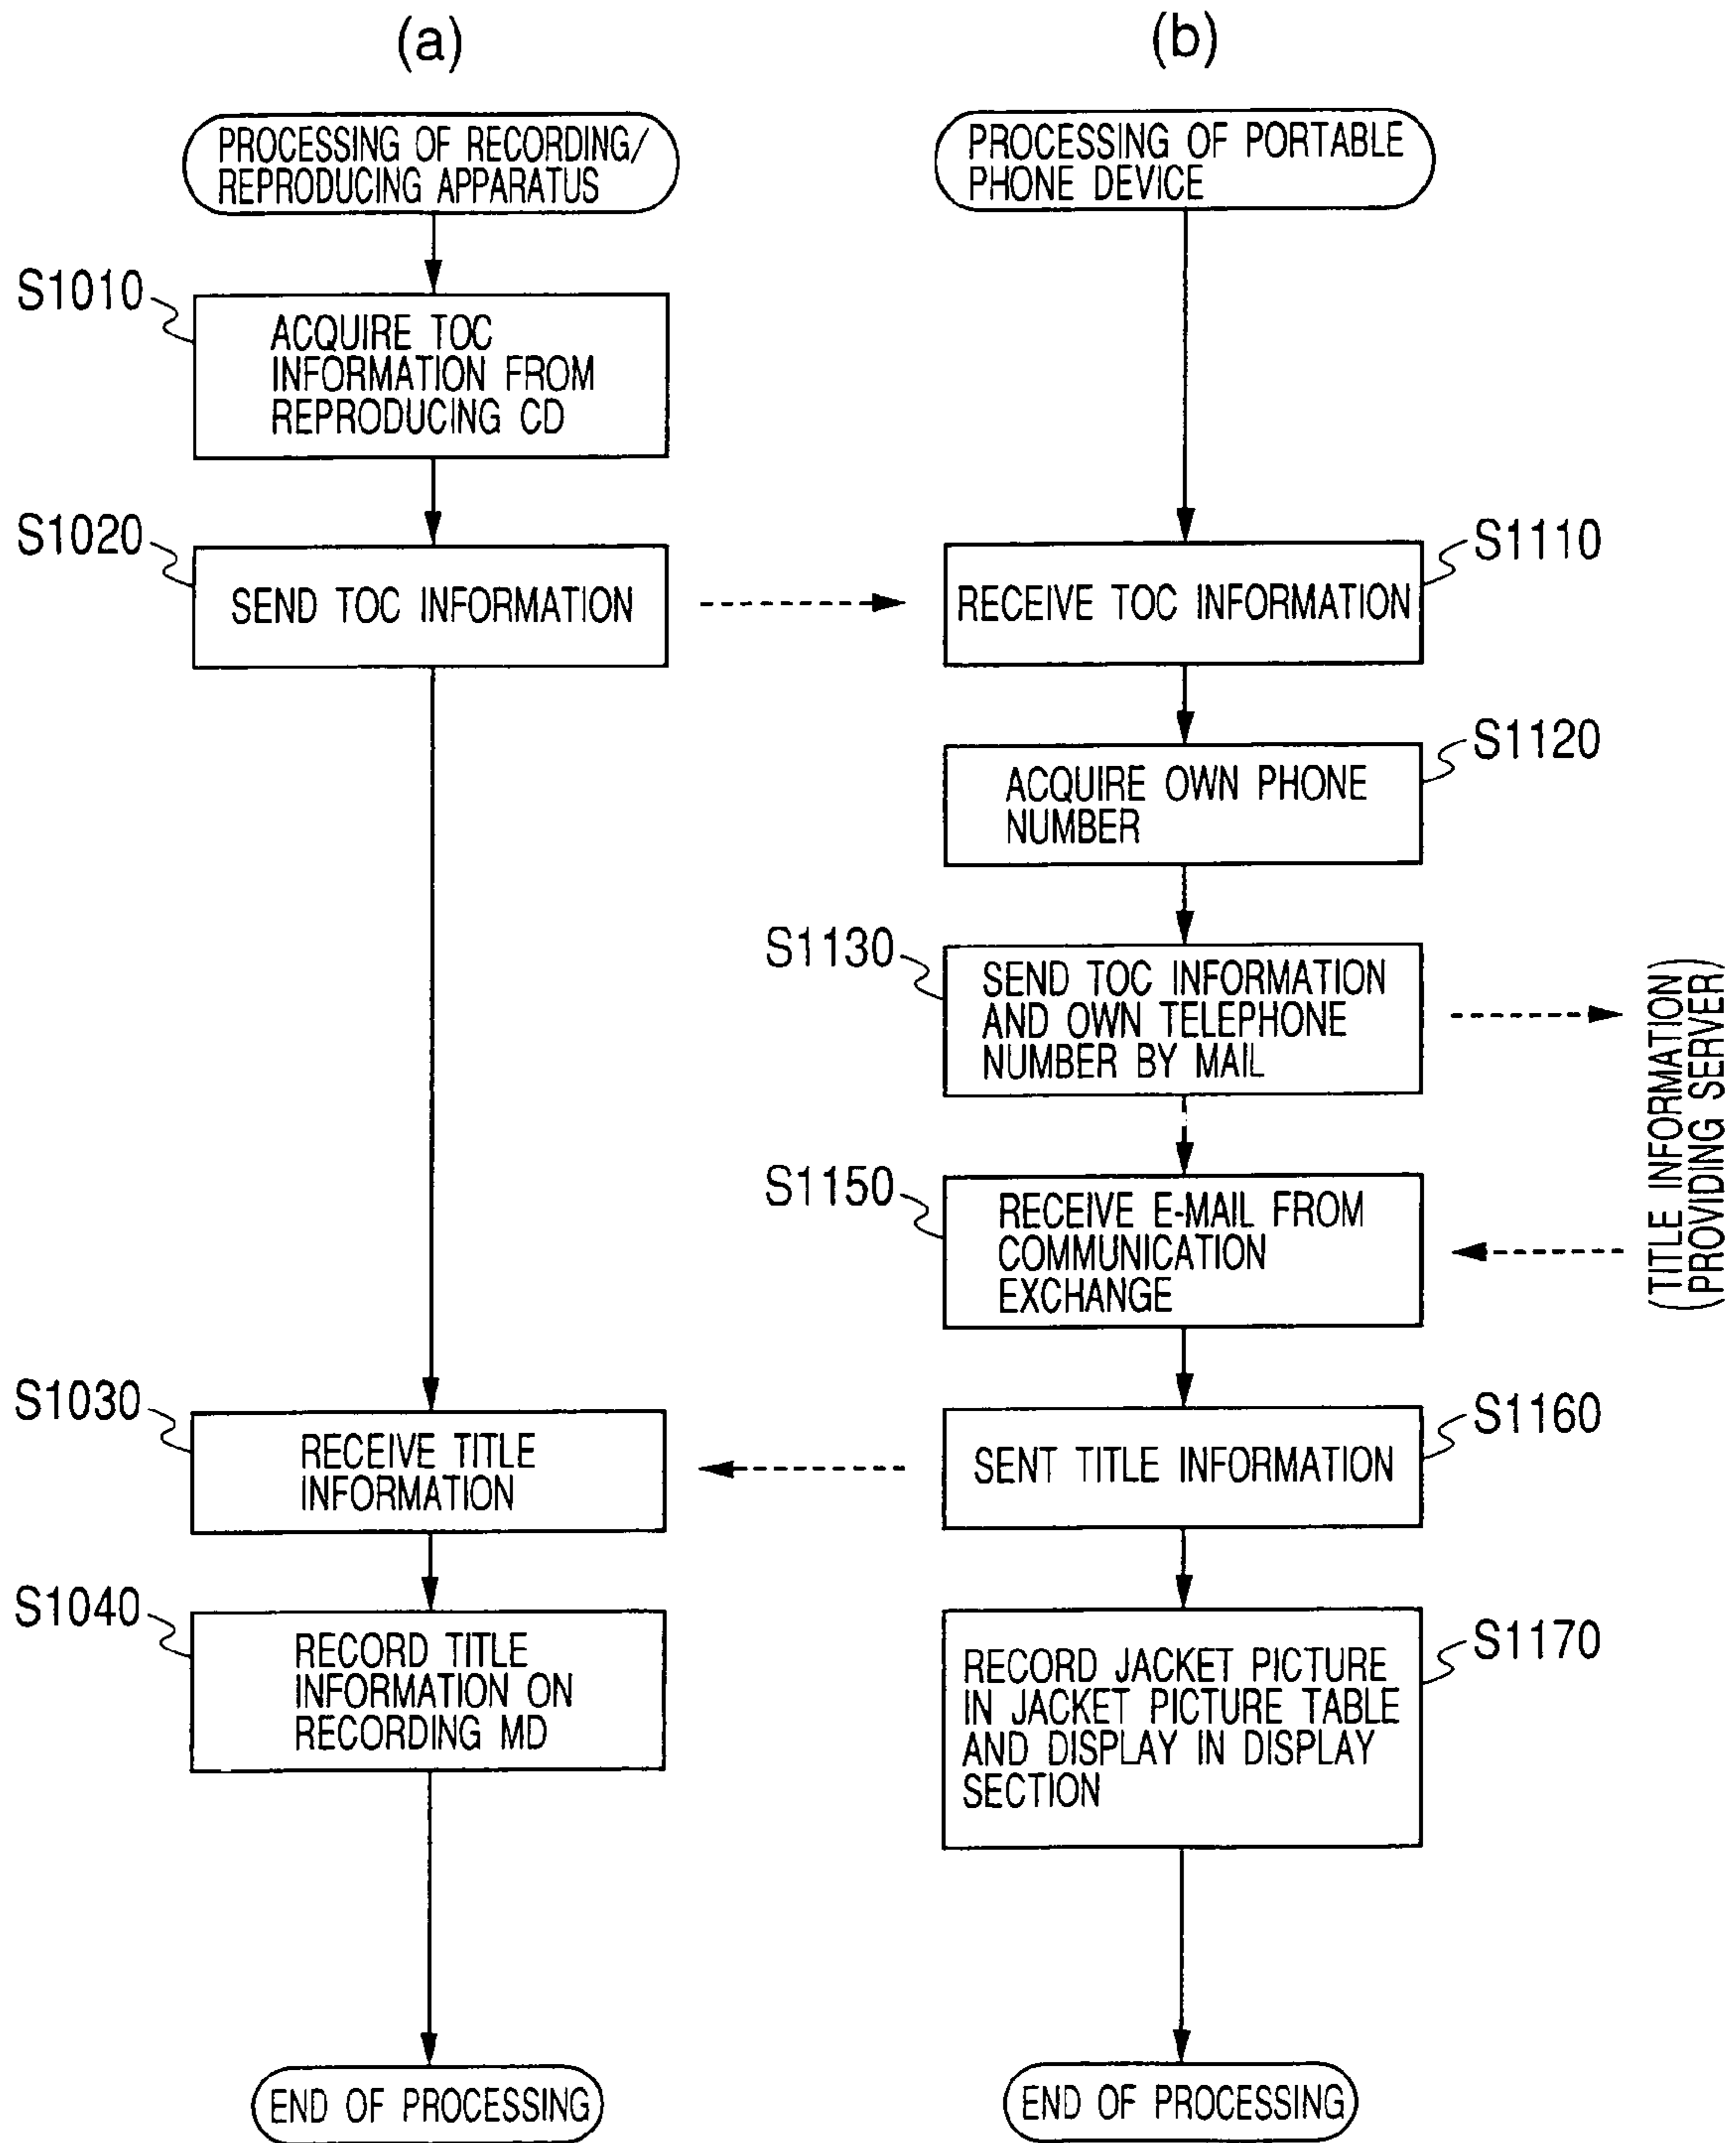 (a)
PROCESSING OF RECORDING/
REPRODUCING APPARATUS
S1010
ACQUIRE TOC
INFORMATION FROM
REPRODUCING CD
S1020
SEND TOC INFORMATION
S1030
RECEIVE TITLE
INFORMATION
S1040
RECORD TITLE
INFORMATION ON
RECORDING MD
END OF PROCESSING
(b)
PROCESSING OF PORTABLE
PHONE DEVICE
S1110
RECEIVE TOC INFORMATION
S1120
ACQUIRE OWN PHONE
NUMBER
S1130
SEND TOC INFORMATION
AND OWN TELEPHONE
NUMBER BY MAIL
S1150
RECEIVE E-MAIL FROM
COMMUNICATION
EXCHANGE
S1160
SENT TITLE INFORMATION
S1170
RECORD JACKET PICTURE
IN JACKET PICTURE TABLE
AND DISPLAY IN DISPLAY
SECTION
END OF PROCESSING
(TITLE INFORMATION
PROVIDING SERVER)